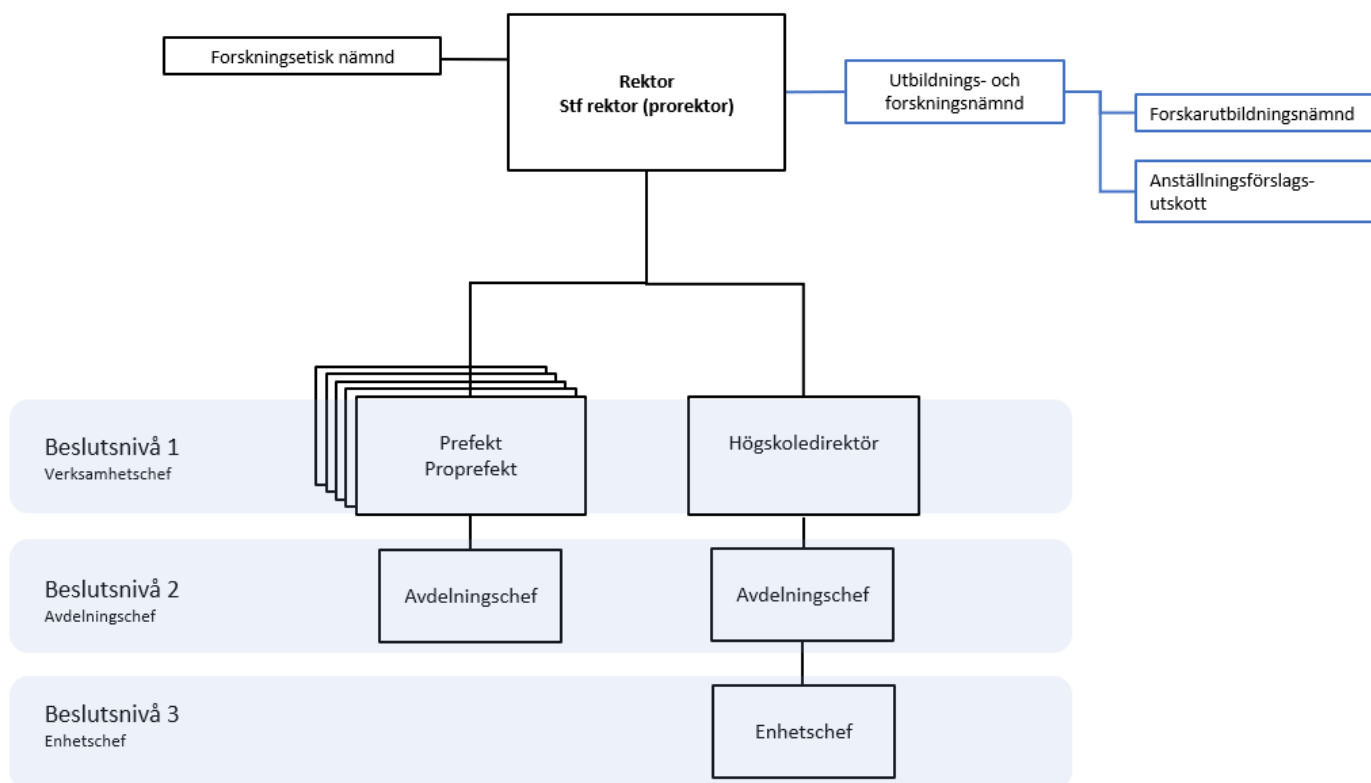 Forskningsetisk nämnd
Rektor
Stf rektor (prorektor)
Utbildnings- och
forskningsnämnd
Forskarutbildningsnämnd
Anställningsförslags-
utskott
Beslutsnivå 1
Verksamhetschef
Prefekt
Proprefekt
Högskoledirektör
Beslutsnivå 2
Avdelningschef
Avdelningschef
Avdelningschef
Beslutsnivå 3
Enhetschef
Enhetschef